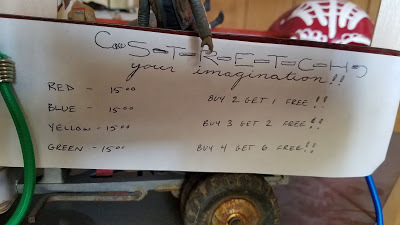 S-T-R-E-T-C-H
your imagination!!
RED - 15.00
BLUE - 15.00 BUY 2 GET 1 FREE!!
YELLOW - 15.00 BUY 3 GET 2 FREE!!
GREEN - 15.00 BUY 4 GET 6 FREE!!